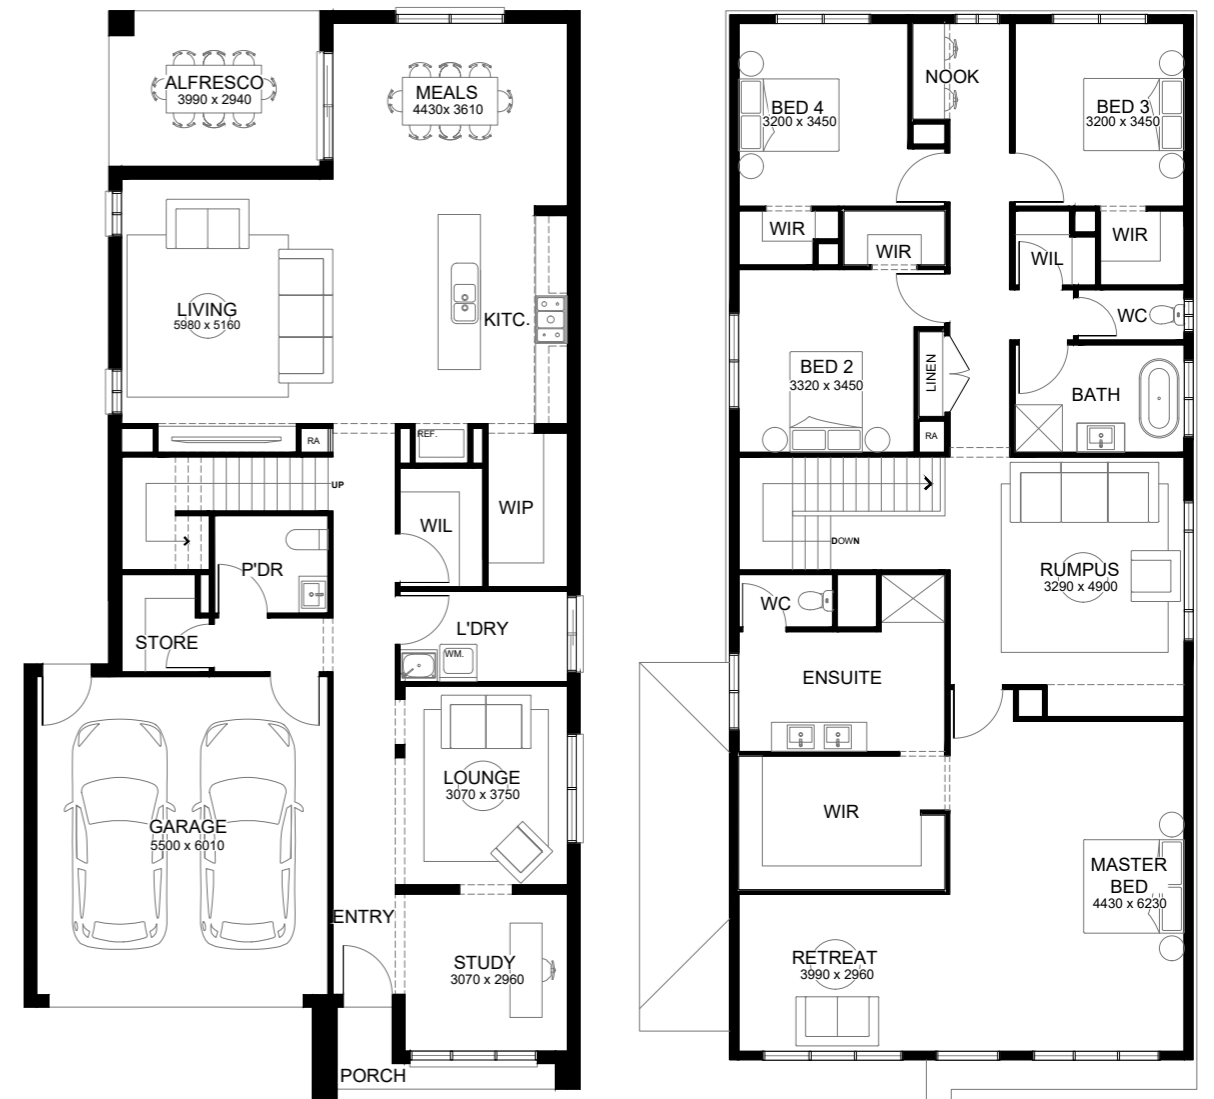 ALFRESCO
3990 x 2940
MEALS
4430x 3610
LIVING
5980 x 5160
KITC.
RA
REF.
UP
WIL
WIP
P'DR
STORE
L'DRY
WM.
LOUNGE
3070 x 3750
GARAGE
5500 x 6010
ENTRY
STUDY
3070 x 2960
PORCH
BED 4
3200 x 3450
NOOK
BED 3
3200 x 3450
WIR
WIR
WIL
WIR
WC
BED 2
3320 x 3450
LINEN
BATH
RA
DOWN
RUMPUS
3290 x 4900
WC
ENSUITE
WIR
MASTER
BED
4430 x 6230
RETREAT
3990 x 2960